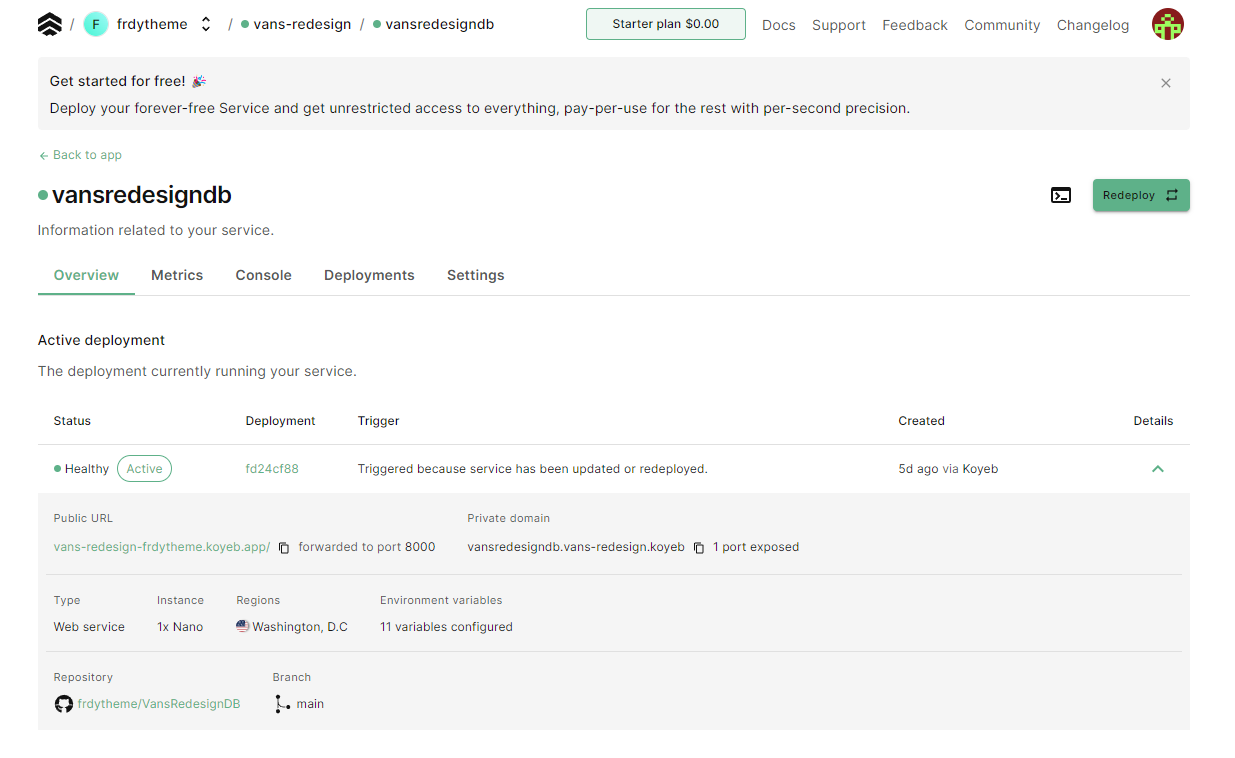 / F frdytheme / vans-redesign / vansredesigndb Starter plan $0.00 Docs Support Feedback Community Changelog
Get started for free! 🎉
Deploy your forever-free Service and get unrestricted access to everything, pay-per-use for the rest with per-second precision.
← Back to app
vansredesigndb
Redeploy
Information related to your service.
Overview Metrics Console Deployments Settings
Active deployment
The deployment currently running your service.
Status Deployment Trigger Created Details
Healthy Active fd24cf88 Triggered because service has been updated or redeployed. 5d ago via Koyeb
Public URL Private domain
vans-redesign-frdytheme.koyeb.app/ forwarded to port 8000 vansredesigndb.vans-redesign.koyeb 1 port exposed
Type Instance Regions Environment variables
Web service 1x Nano Washington, D.C 11 variables configured
Repository Branch
frdytheme/VansRedesignDB main